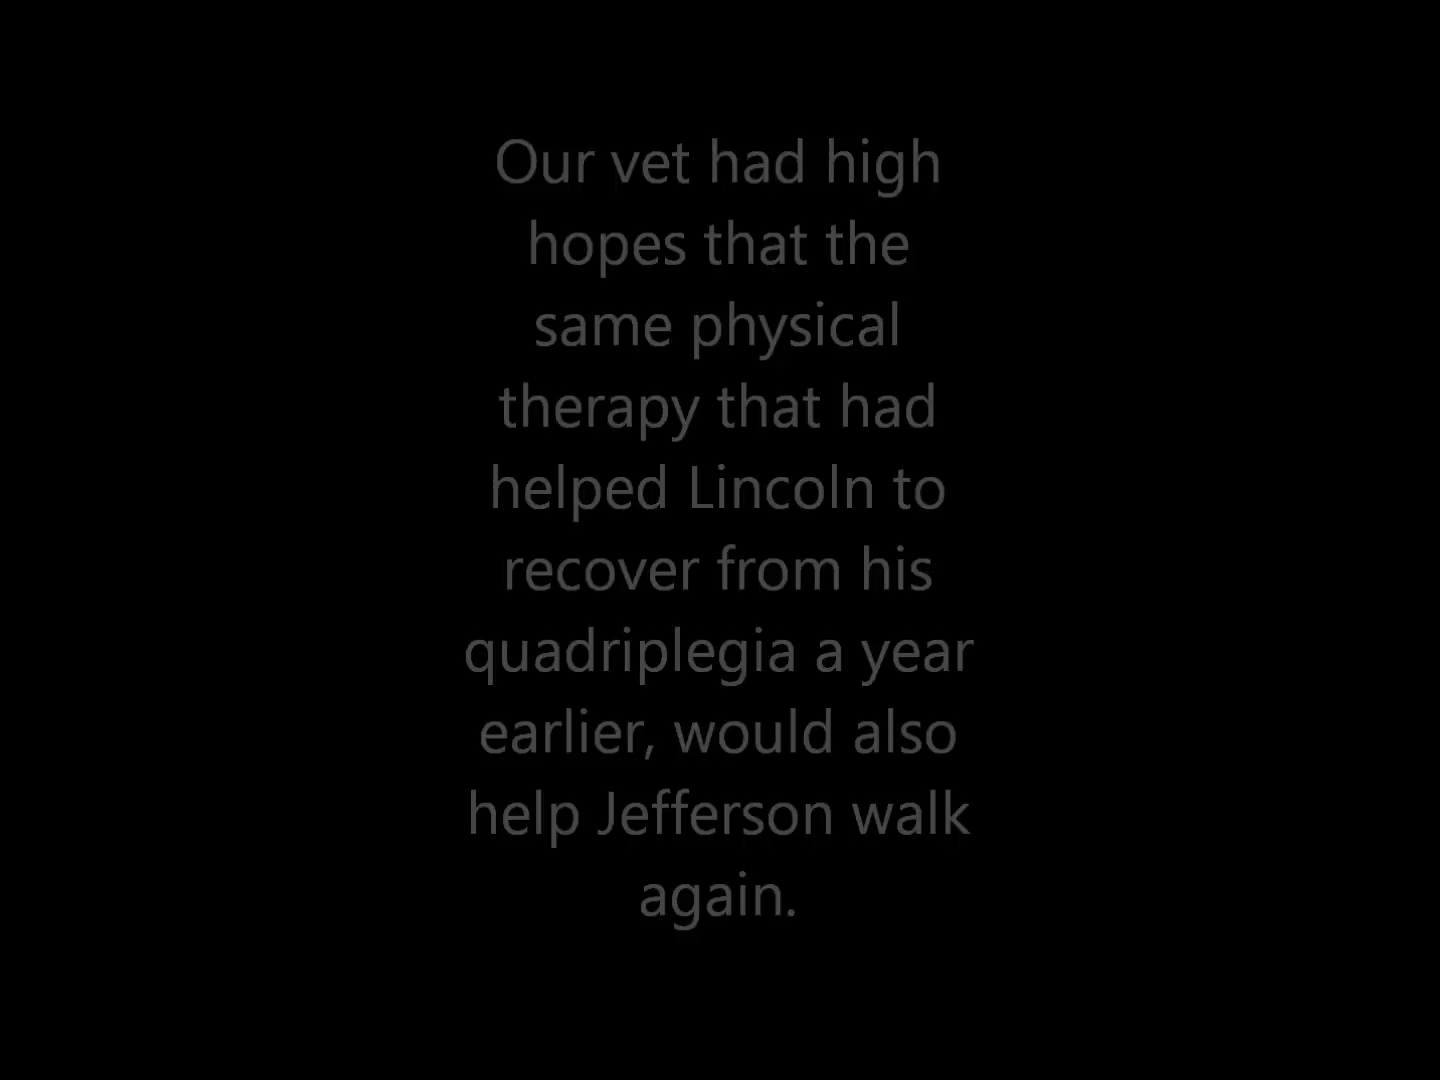 Our vet had high
hopes that the
same physical
therapy that had
helped Lincoln to
recover from his
quadriplegia a year
earlier, would also
help Jefferson walk
again.